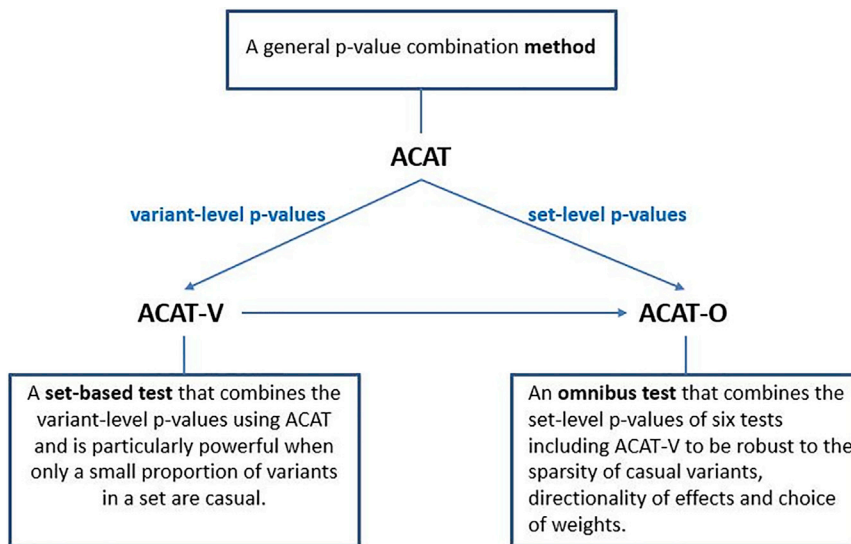 A general p-value combination method
ACAT
variant-level p-values
set-level p-values
ACAT-V
ACAT-O
A set-based test that combines the
variant-level p-values using ACAT
and is particularly powerful when
only a small proportion of variants
in a set are casual.
An omnibus test that combines the
set-level p-values of six tests
including ACAT-V to be robust to the
sparsity of casual variants,
directionality of effects and choice
of weights.